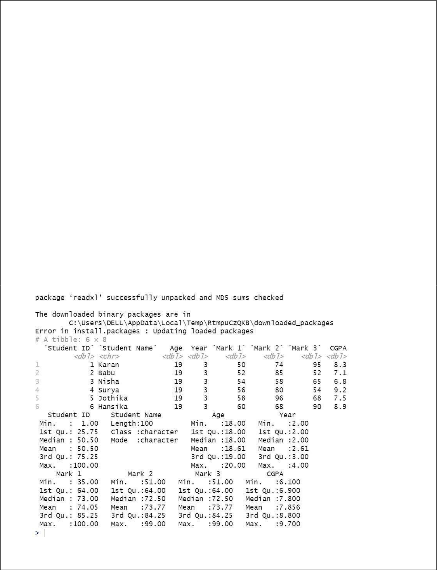 package 'readxl' successfully unpacked and MD5 sums checked
The downloaded binary packages are in
C:\Users\DELL\AppData\Local\Temp\RtmpuCzQKB\downloaded_packages
Error in install.packages : Updating loaded packages
# A tibble: 6 × 8
`Student ID` `Student Name` Age Year `Mark 1` `Mark 2` `Mark 3` CGPA
<dbl> <chr> <dbl> <dbl> <dbl> <dbl> <dbl> <dbl>
1 1 Karan 19 3 50 74 95 8.3
2 2 Babu 19 3 52 85 52 7.1
3 3 Nisha 19 3 54 58 65 6.8
4 4 Surya 19 3 56 80 54 9.2
5 5 Jothika 19 3 58 96 68 7.5
6 6 Hansika 19 3 60 68 90 8.9
Student ID Student Name Age Year
Min. : 1.00 Length:100 Min. :18.00 Min. :2.00
1st Qu.: 25.75 Class :character 1st Qu.:18.00 1st Qu.:2.00
Median : 50.50 Mode :character Median :18.00 Median :2.00
Mean : 50.50 Mean :18.61 Mean :2.61
3rd Qu.: 75.25 3rd Qu.:19.00 3rd Qu.:3.00
Max. :100.00 Max. :20.00 Max. :4.00
Mark 1 Mark 2 Mark 3 CGPA
Min. : 35.00 Min. :51.00 Min. :51.00 Min. :6.100
1st Qu.: 64.00 1st Qu.:64.00 1st Qu.:64.00 1st Qu.:6.900
Median : 73.00 Median :72.50 Median :72.50 Median :7.800
Mean : 74.05 Mean :73.77 Mean :73.77 Mean :7.856
3rd Qu.: 85.25 3rd Qu.:84.25 3rd Qu.:84.25 3rd Qu.:8.800
Max. :100.00 Max. :99.00 Max. :99.00 Max. :9.700
>